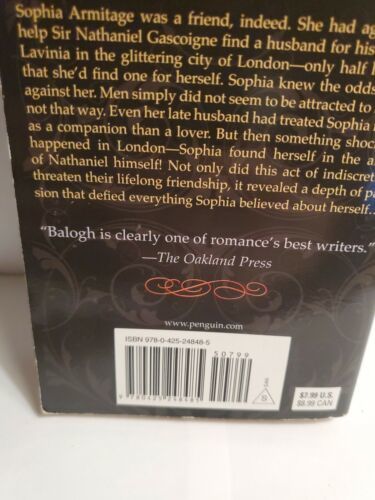 Sophia Armitage was a friend, indeed. She had ag
help Sir Nathaniel Gascoigne find a husband for his
Lavinia in the glittering city of London—only half
that she'd find one for herself. Sophia knew the odds
against her. Men simply did not seem to be attracted to
not that way. Even her late husband had treated Sophia
as a companion than a lover. But then something shoc
happened in London—Sophia found herself in the a
of Nathaniel himself! Not only did this act of indiscret
threaten their lifelong friendship, it revealed a depth of pa
sion that defied everything Sophia believed about herself...
"Balogh is clearly one of romance's best writers."
—The Oakland Press
www.penguin.com
ISBN 978-0-425-24848-5
50799
9 780425 248485
S
$7.99 U.S.
$8.99 CAN